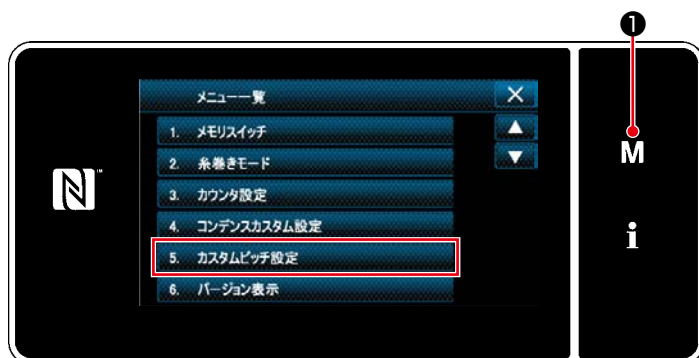 ❶
メニュー一覧
1. メモリスイッチ
2. 糸巻きモード
3. カウンタ設定
4. コンデンスカスタム設定
5. カスタムピッチ設定
6. バージョン表示
N™
M
i